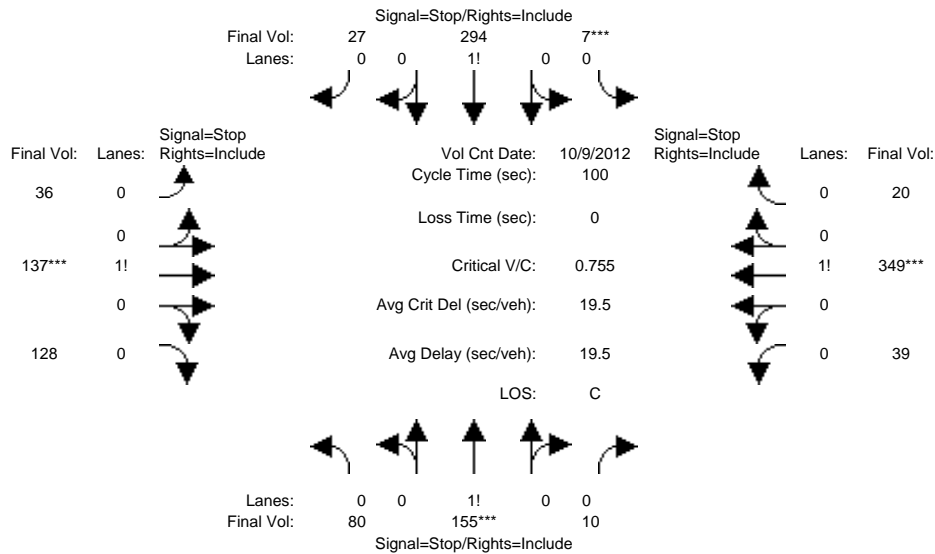 Signal=Stop/Rights=Include
Final Vol: 27 294 7***
Lanes: 0 0 1! 0 0
Signal=Stop Signal=Stop
Final Vol: Lanes: Rights=Include Vol Cnt Date: 10/9/2012 Rights=Include Lanes: Final Vol:
Cycle Time (sec): 100
36 0 0 20
Loss Time (sec): 0
0 0
137*** 1! Critical V/C: 0.755 1! 349***
0 Avg Crit Del (sec/veh): 19.5 0
128 0 Avg Delay (sec/veh): 19.5 0 39
LOS: C
Lanes: 0 0 1! 0 0
Final Vol: 80 155*** 10
Signal=Stop/Rights=Include